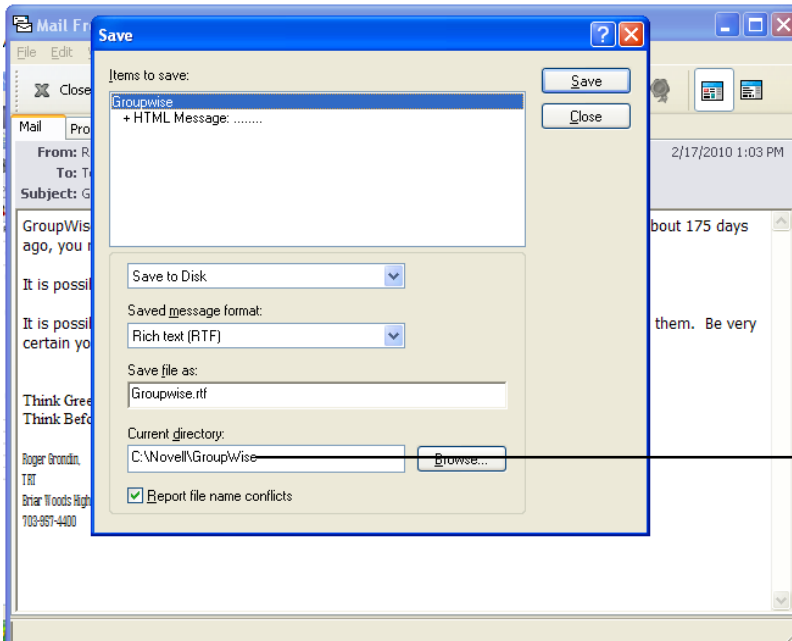 Mail Fr
Save
File Edit
Items to save:
Save
Close
Groupwise
+ HTML Message: ........
Close
Mail
Pro
From: R
2/17/2010 1:03 PM
To: T
Subject: G
GroupWis
bout 175 days
ago, you
It is possi
Save to Disk
Saved message format:
It is possi
them. Be very
certain yo
Rich text (RTF)
Save file as:
Groupwise.rtf
Think Gree
Think Befo
Current directory:
C:\Novell\GroupWise
Browse...
Roger Grondin,
TRT
Briar Woods High
703-957-4400
Report file name conflicts